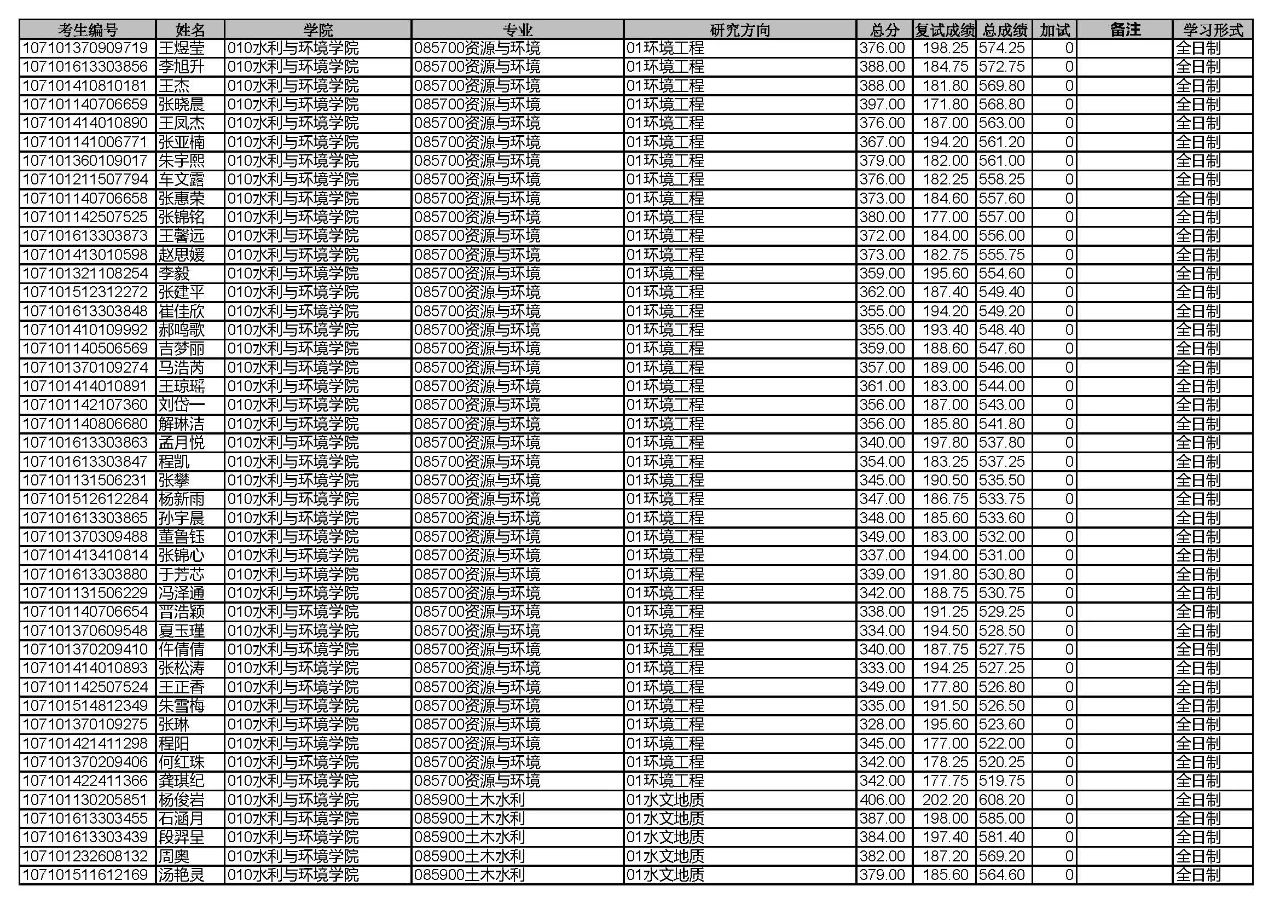 考生编号 姓名 学院 专业 研究方向 总分 复试成绩 总成绩 加试 备注 学习形式
107101370909719 王煜莹 010水利与环境学院 085700资源与环境 01环境工程 376.00 198.25 574.25 0 全日制
107101613303856 李旭升 010水利与环境学院 085700资源与环境 01环境工程 388.00 184.75 572.75 0 全日制
107101410810181 王杰 010水利与环境学院 085700资源与环境 01环境工程 388.00 181.80 569.80 0 全日制
107101140706659 张晓晨 010水利与环境学院 085700资源与环境 01环境工程 397.00 171.80 568.80 0 全日制
107101414010890 王凤杰 010水利与环境学院 085700资源与环境 01环境工程 376.00 187.00 563.00 0 全日制
107101141006771 张亚楠 010水利与环境学院 085700资源与环境 01环境工程 367.00 194.20 561.20 0 全日制
107101360109017 朱宇熙 010水利与环境学院 085700资源与环境 01环境工程 379.00 182.00 561.00 0 全日制
107101211507794 车文露 010水利与环境学院 085700资源与环境 01环境工程 376.00 182.25 558.25 0 全日制
107101140706658 张惠荣 010水利与环境学院 085700资源与环境 01环境工程 373.00 184.60 557.60 0 全日制
107101142507525 张锦铭 010水利与环境学院 085700资源与环境 01环境工程 380.00 177.00 557.00 0 全日制
107101613303873 王馨远 010水利与环境学院 085700资源与环境 01环境工程 372.00 184.00 556.00 0 全日制
107101413010598 赵思媛 010水利与环境学院 085700资源与环境 01环境工程 373.00 182.75 555.75 0 全日制
107101321108254 李毅 010水利与环境学院 085700资源与环境 01环境工程 359.00 195.60 554.60 0 全日制
107101512312272 张建平 010水利与环境学院 085700资源与环境 01环境工程 362.00 187.40 549.40 0 全日制
107101613303848 崔佳欣 010水利与环境学院 085700资源与环境 01环境工程 355.00 194.20 549.20 0 全日制
107101410109992 郝鸣歌 010水利与环境学院 085700资源与环境 01环境工程 355.00 193.40 548.40 0 全日制
107101140506569 吉梦丽 010水利与环境学院 085700资源与环境 01环境工程 359.00 188.60 547.60 0 全日制
107101370109274 马浩芮 010水利与环境学院 085700资源与环境 01环境工程 357.00 189.00 546.00 0 全日制
107101414010891 王琼瑶 010水利与环境学院 085700资源与环境 01环境工程 361.00 183.00 544.00 0 全日制
107101142107360 刘岱一 010水利与环境学院 085700资源与环境 01环境工程 356.00 187.00 543.00 0 全日制
107101140806680 解琳洁 010水利与环境学院 085700资源与环境 01环境工程 356.00 185.80 541.80 0 全日制
107101613303863 孟月悦 010水利与环境学院 085700资源与环境 01环境工程 340.00 197.80 537.80 0 全日制
107101613303847 程凯 010水利与环境学院 085700资源与环境 01环境工程 354.00 183.25 537.25 0 全日制
107101131506231 张攀 010水利与环境学院 085700资源与环境 01环境工程 345.00 190.50 535.50 0 全日制
107101512612284 杨新雨 010水利与环境学院 085700资源与环境 01环境工程 347.00 186.75 533.75 0 全日制
107101613303865 孙宇晨 010水利与环境学院 085700资源与环境 01环境工程 348.00 185.60 533.60 0 全日制
107101370309488 董鲁钰 010水利与环境学院 085700资源与环境 01环境工程 349.00 183.00 532.00 0 全日制
107101413410814 张锦心 010水利与环境学院 085700资源与环境 01环境工程 337.00 194.00 531.00 0 全日制
107101613303880 于芳芯 010水利与环境学院 085700资源与环境 01环境工程 339.00 191.80 530.80 0 全日制
107101131506229 冯泽通 010水利与环境学院 085700资源与环境 01环境工程 342.00 188.75 530.75 0 全日制
107101140706654 晋浩颖 010水利与环境学院 085700资源与环境 01环境工程 338.00 191.25 529.25 0 全日制
107101370609548 夏玉瑾 010水利与环境学院 085700资源与环境 01环境工程 334.00 194.50 528.50 0 全日制
107101370209410 仵倩倩 010水利与环境学院 085700资源与环境 01环境工程 340.00 187.75 527.75 0 全日制
107101414010893 张松涛 010水利与环境学院 085700资源与环境 01环境工程 333.00 194.25 527.25 0 全日制
107101142507524 王正香 010水利与环境学院 085700资源与环境 01环境工程 349.00 177.80 526.80 0 全日制
107101514812349 朱雪梅 010水利与环境学院 085700资源与环境 01环境工程 335.00 191.50 526.50 0 全日制
107101370109275 张琳 010水利与环境学院 085700资源与环境 01环境工程 328.00 195.60 523.60 0 全日制
107101421411298 程阳 010水利与环境学院 085700资源与环境 01环境工程 345.00 177.00 522.00 0 全日制
107101370209406 何红珠 010水利与环境学院 085700资源与环境 01环境工程 342.00 178.25 520.25 0 全日制
107101422411366 龚琪纪 010水利与环境学院 085700资源与环境 01环境工程 342.00 177.75 519.75 0 全日制
107101130205851 杨俊岩 010水利与环境学院 085900土木水利 01水文地质 406.00 202.20 608.20 0 全日制
107101613303455 石涵月 010水利与环境学院 085900土木水利 01水文地质 387.00 198.00 585.00 0 全日制
107101613303439 段羿呈 010水利与环境学院 085900土木水利 01水文地质 384.00 197.40 581.40 0 全日制
107101232608132 周奥 010水利与环境学院 085900土木水利 01水文地质 382.00 187.20 569.20 0 全日制
107101511612169 汤艳灵 010水利与环境学院 085900土木水利 01水文地质 379.00 185.60 564.60 0 全日制